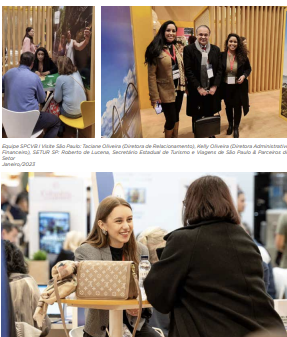 Equipe SPCVB | Visite São Paulo: Taciane Oliveira (Diretora de Relacionamento), Kelly Oliveira (Diretora Administrativo
Financeiro), SETUR SP: Roberto de Lucena, Secretário Estadual de Turismo e Viagens de São Paulo & Parceiros do
Setor
Janeiro/2023